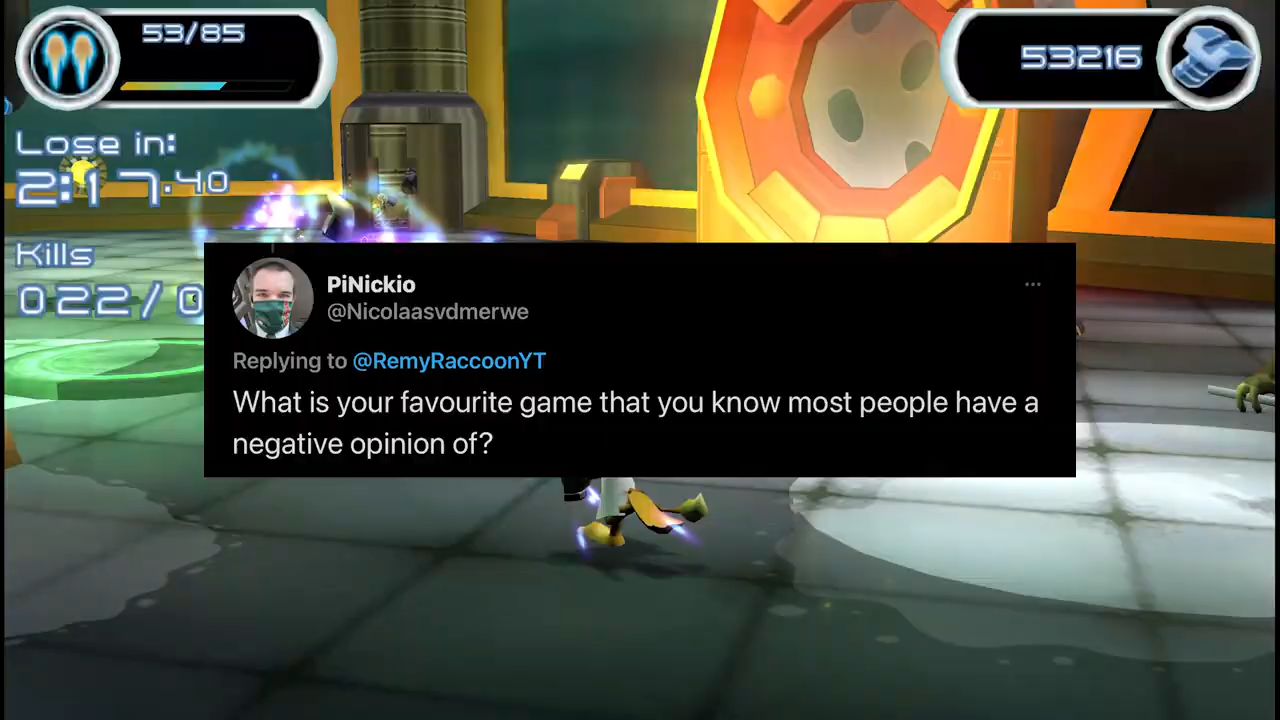 53/85
53216
Lose in:
2:17.40
Kills
022/0
PiNickio
@Nicolaasvdmerwe
Replying to @RemyRaccoonYT
What is your favourite game that you know most people have a
negative opinion of?